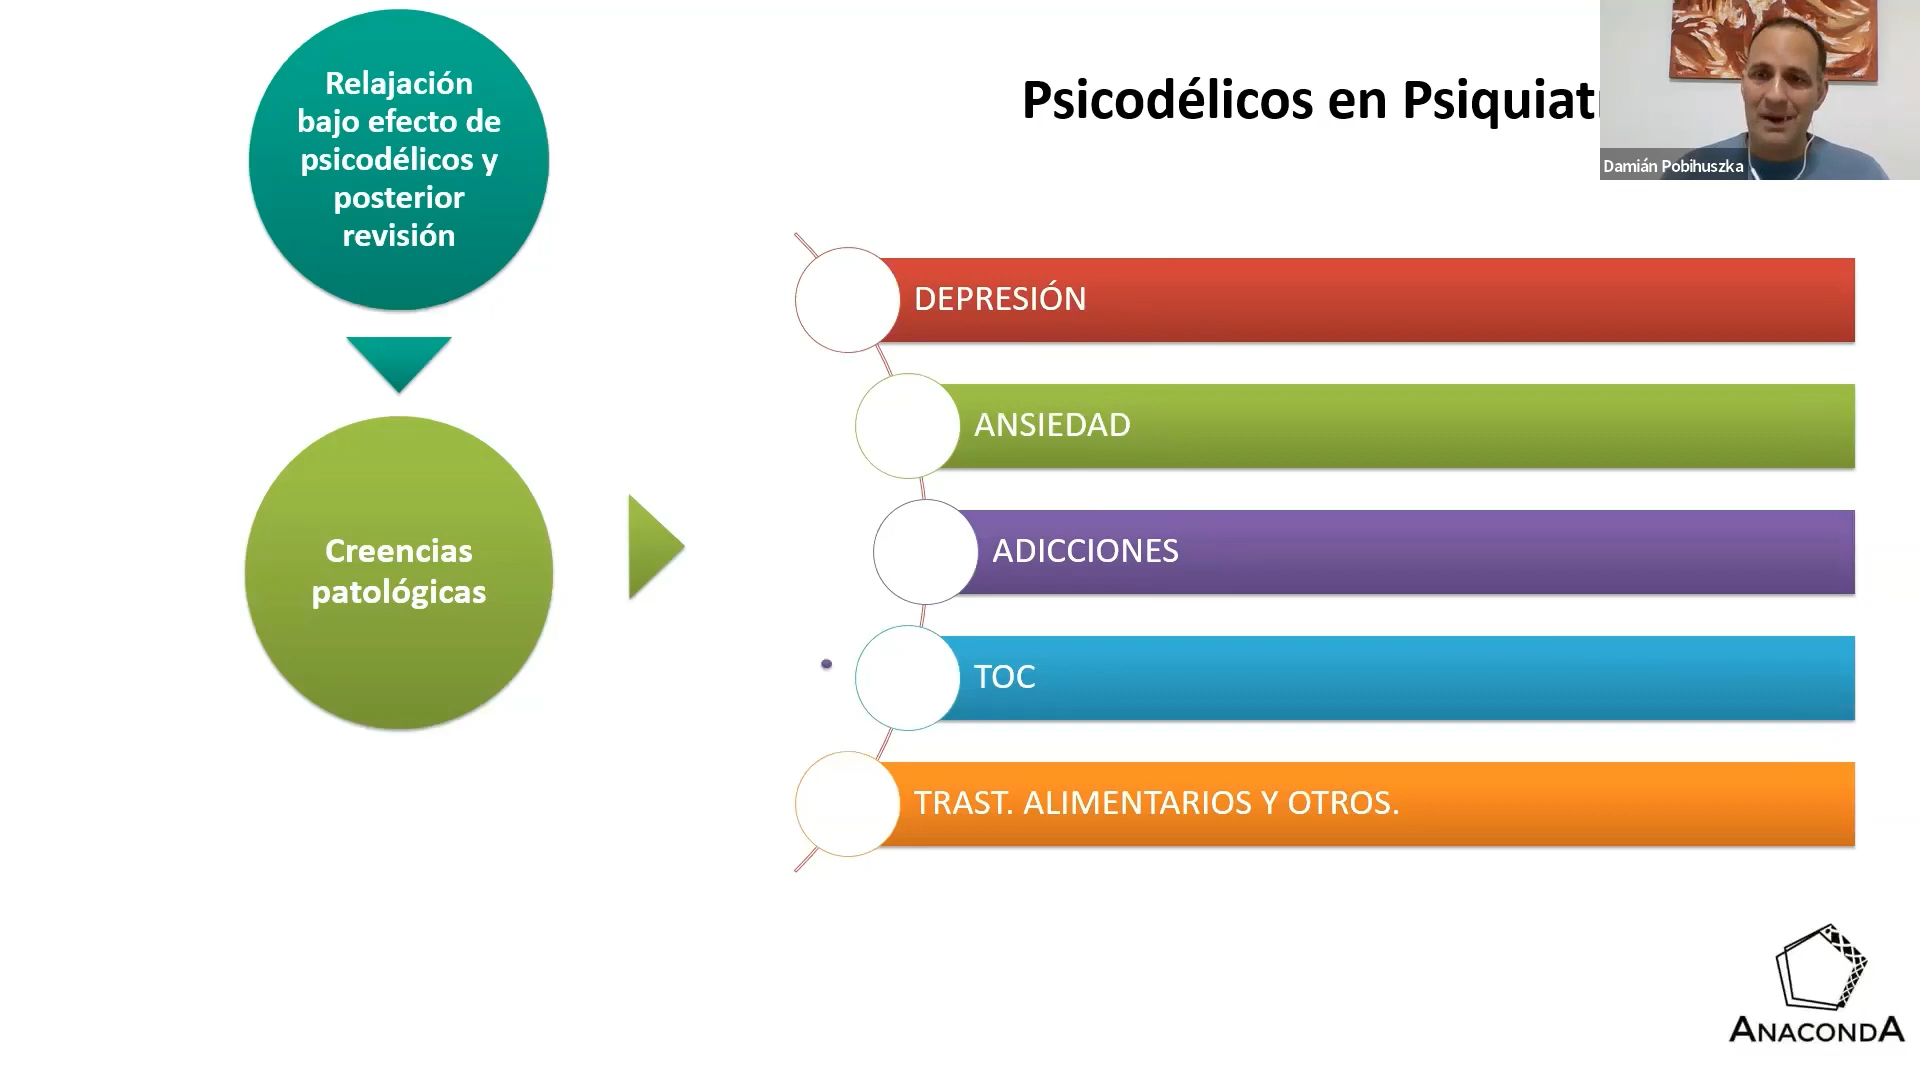 Relajación
bajo efecto de
psicodélicos y
posterior
revisión
Creencias
patológicas
Psicodélicos en
Damián Pobihuszka
DEPRESIÓN
ANSIEDAD
ADICCIONES
TOC
TRAST. ALIMENTARIOS Y OTROS.
ANACONDA